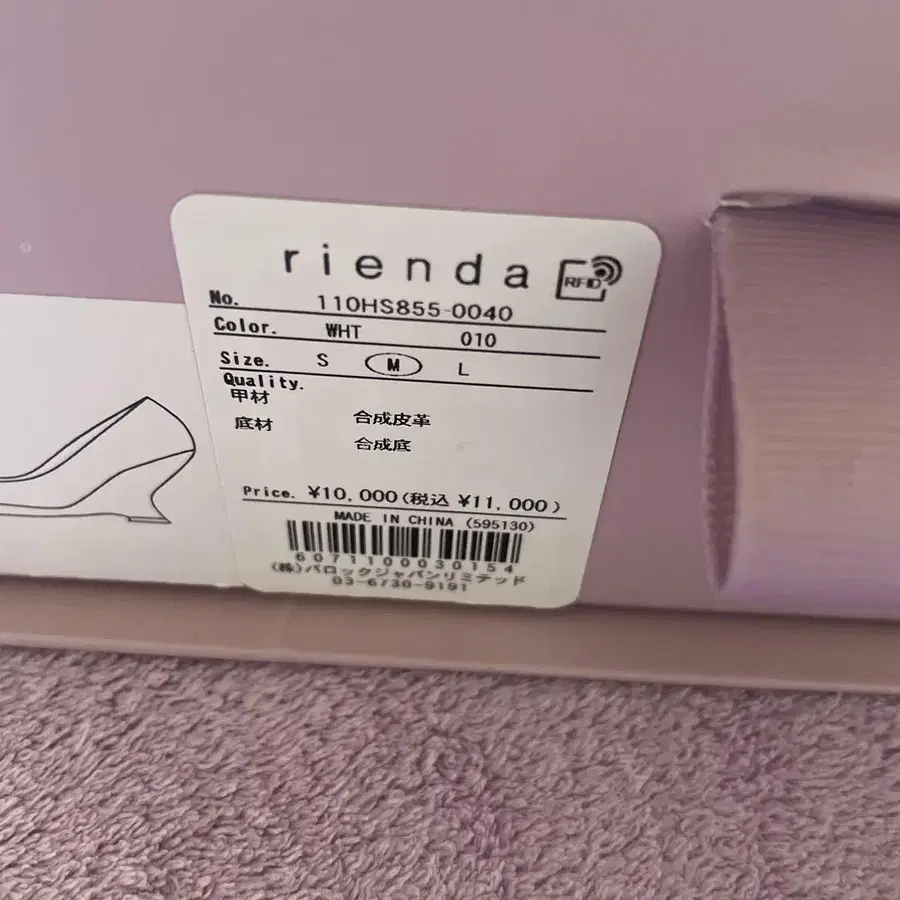 rienda RFID
No. 110HS855-0040
Color. WHT 010
Size. S M L
Quality.
甲材 合成皮革
底材 合成底
Price. ¥10,000(税込 ¥11,000)
MADE IN CHINA (595130)
6071100030154
(株)バロックジャパンリミテッド
03-6730-9191